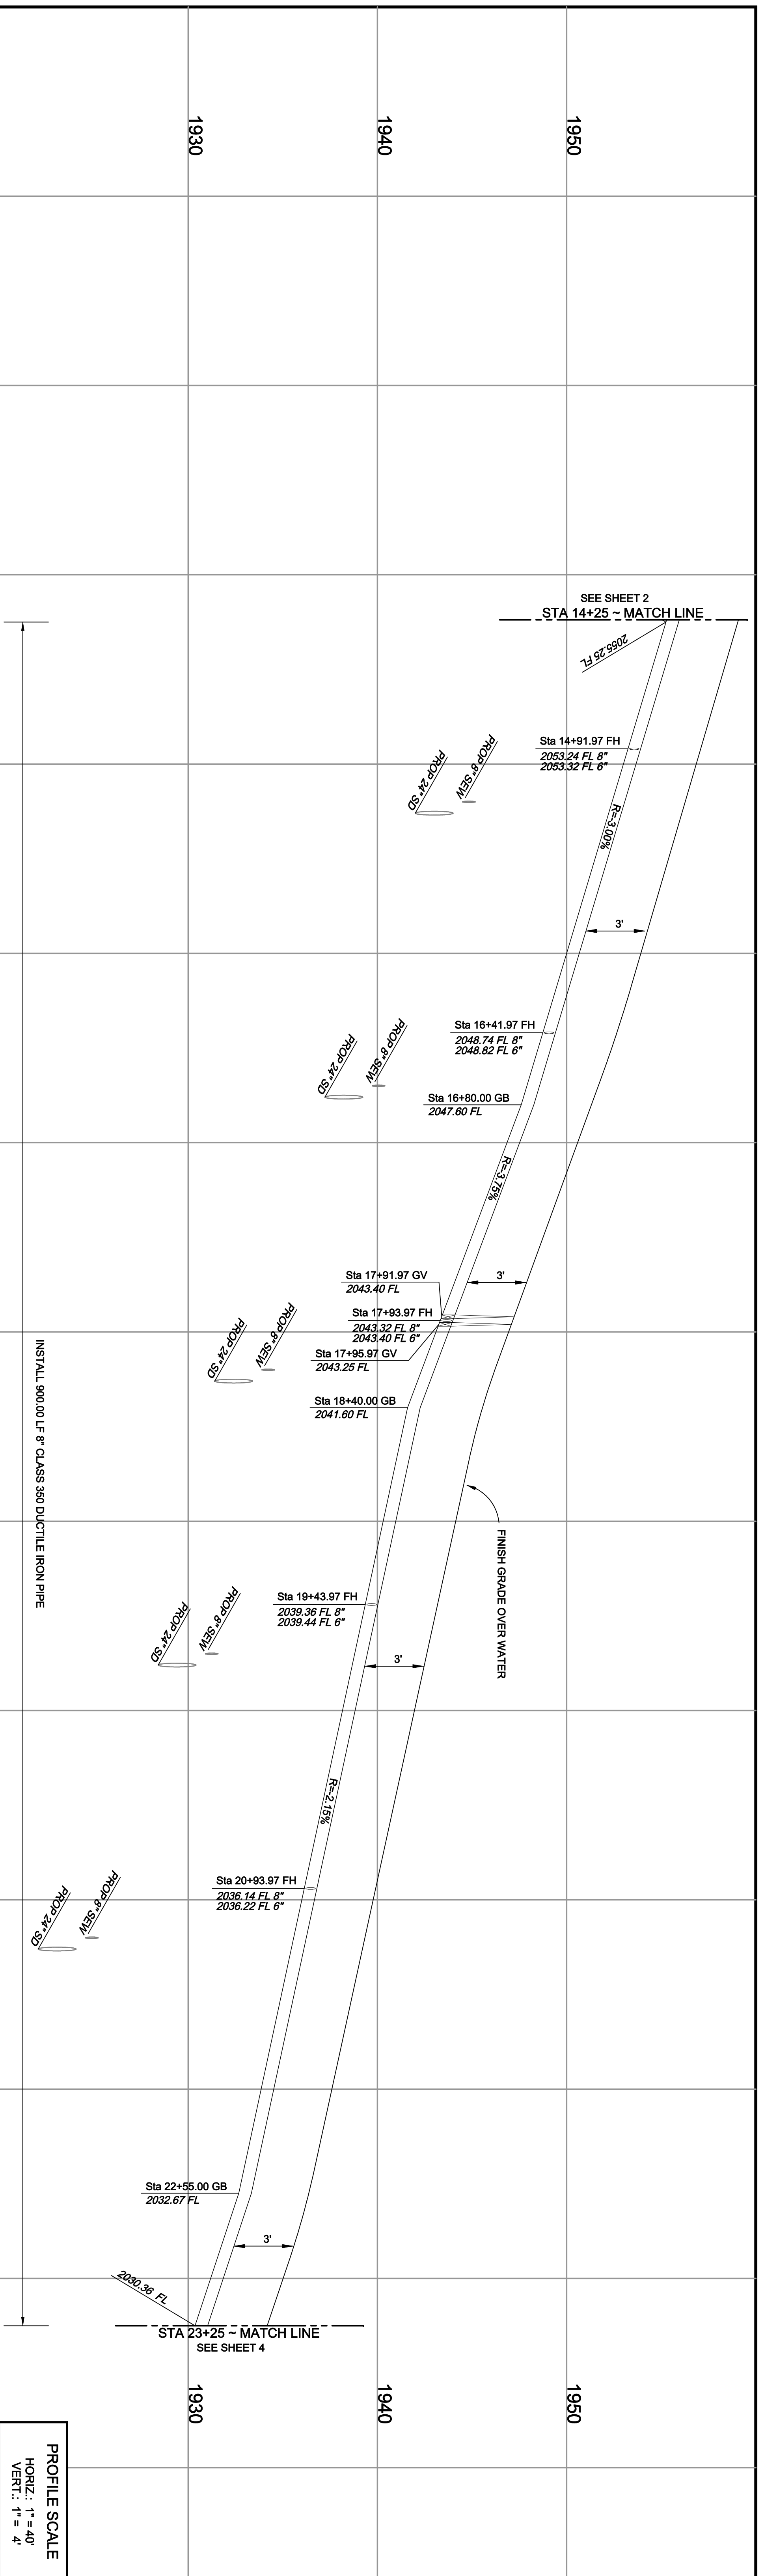 1950
1940
1930
SEE SHEET 2
STA 14+25 ~ MATCH LINE
2055.25 FL
Sta 14+91.97 FH
2053.24 FL 8"
2053.32 FL 6"
PROP 8" SEW
PROP 24" SD
R=-3.00%
3'
Sta 16+41.97 FH
2048.74 FL 8"
2048.82 FL 6"
PROP 8" SEW
PROP 24" SD
Sta 16+80.00 GB
2047.60 FL
R=-3.75%
3'
Sta 17+91.97 GV
2043.40 FL
Sta 17+93.97 FH
2043.32 FL 8"
2043.40 FL 6"
Sta 17+95.97 GV
2043.25 FL
PROP 8" SEW
PROP 24" SD
Sta 18+40.00 GB
2041.60 FL
FINISH GRADE OVER WATER
INSTALL 900.00 LF 8" CLASS 350 DUCTILE IRON PIPE
Sta 19+43.97 FH
2039.36 FL 8"
2039.44 FL 6"
PROP 8" SEW
PROP 24" SD
3'
R=-2.15%
Sta 20+93.97 FH
2036.14 FL 8"
2036.22 FL 6"
PROP 8" SEW
PROP 24" SD
Sta 22+55.00 GB
2032.67 FL
3'
2030.36 FL
STA 23+25 ~ MATCH LINE
SEE SHEET 4
1950
1940
1930
PROFILE SCALE
HORIZ.: 1" = 40'
VERT.: 1" = 4'